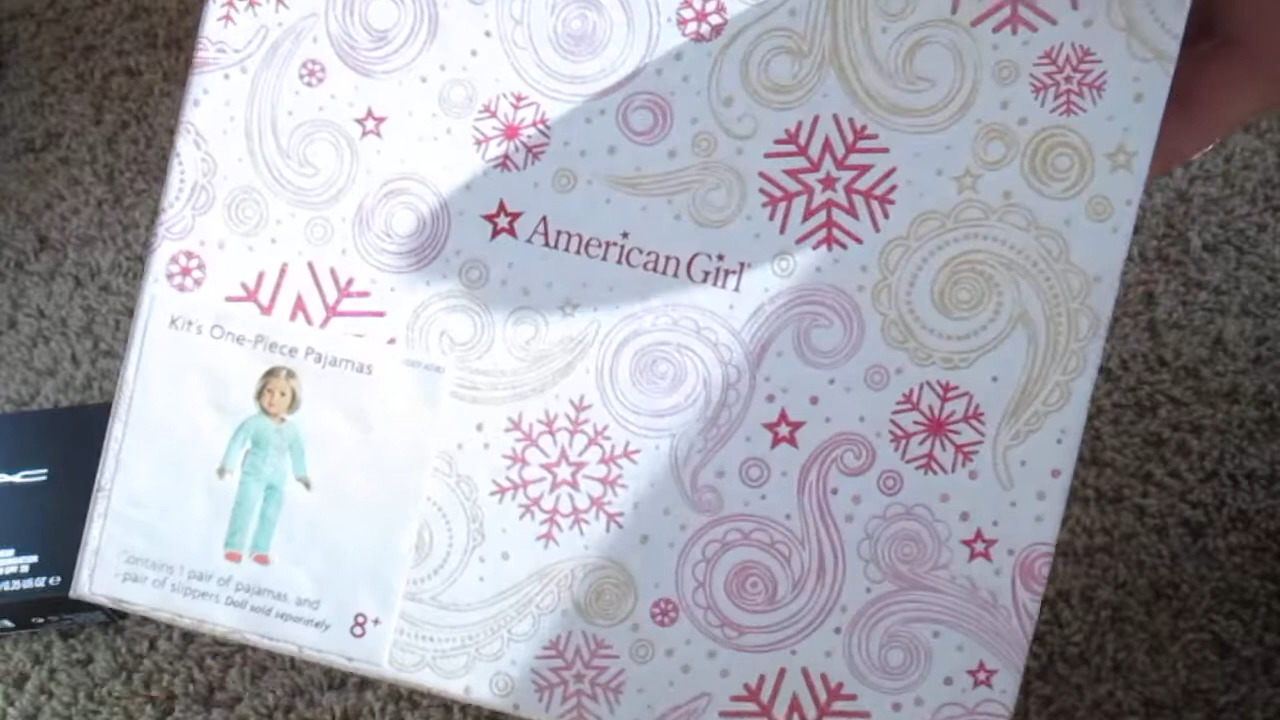 American Girl
Kit's One-Piece Pajamas
Contains 1 pair of pajamas, and
1 pair of slippers Doll sold separately
8+